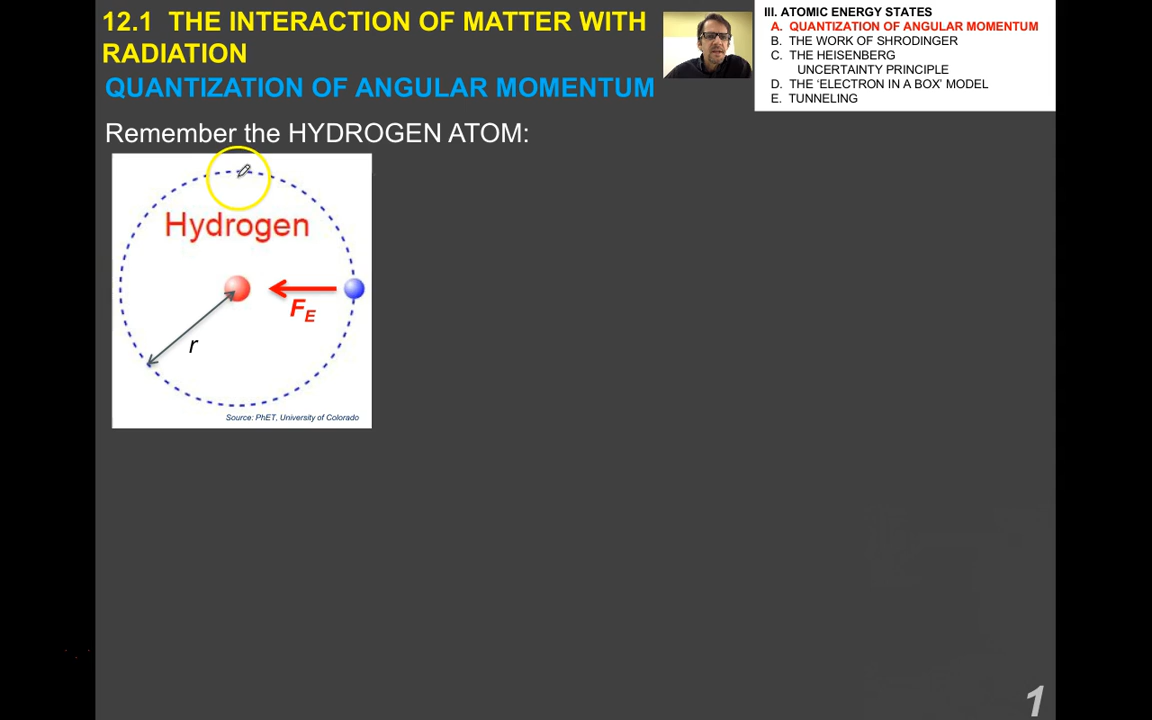 12.1 THE INTERACTION OF MATTER WITH
RADIATION
QUANTIZATION OF ANGULAR MOMENTUM
III. ATOMIC ENERGY STATES
A. QUANTIZATION OF ANGULAR MOMENTUM
B. THE WORK OF SHRODINGER
C. THE HEISENBERG
UNCERTAINTY PRINCIPLE
D. THE ‘ELECTRON IN A BOX’ MODEL
E. TUNNELING
Remember the HYDROGEN ATOM:
Hydrogen
FE
r
Source: PhET, University of Colorado
1